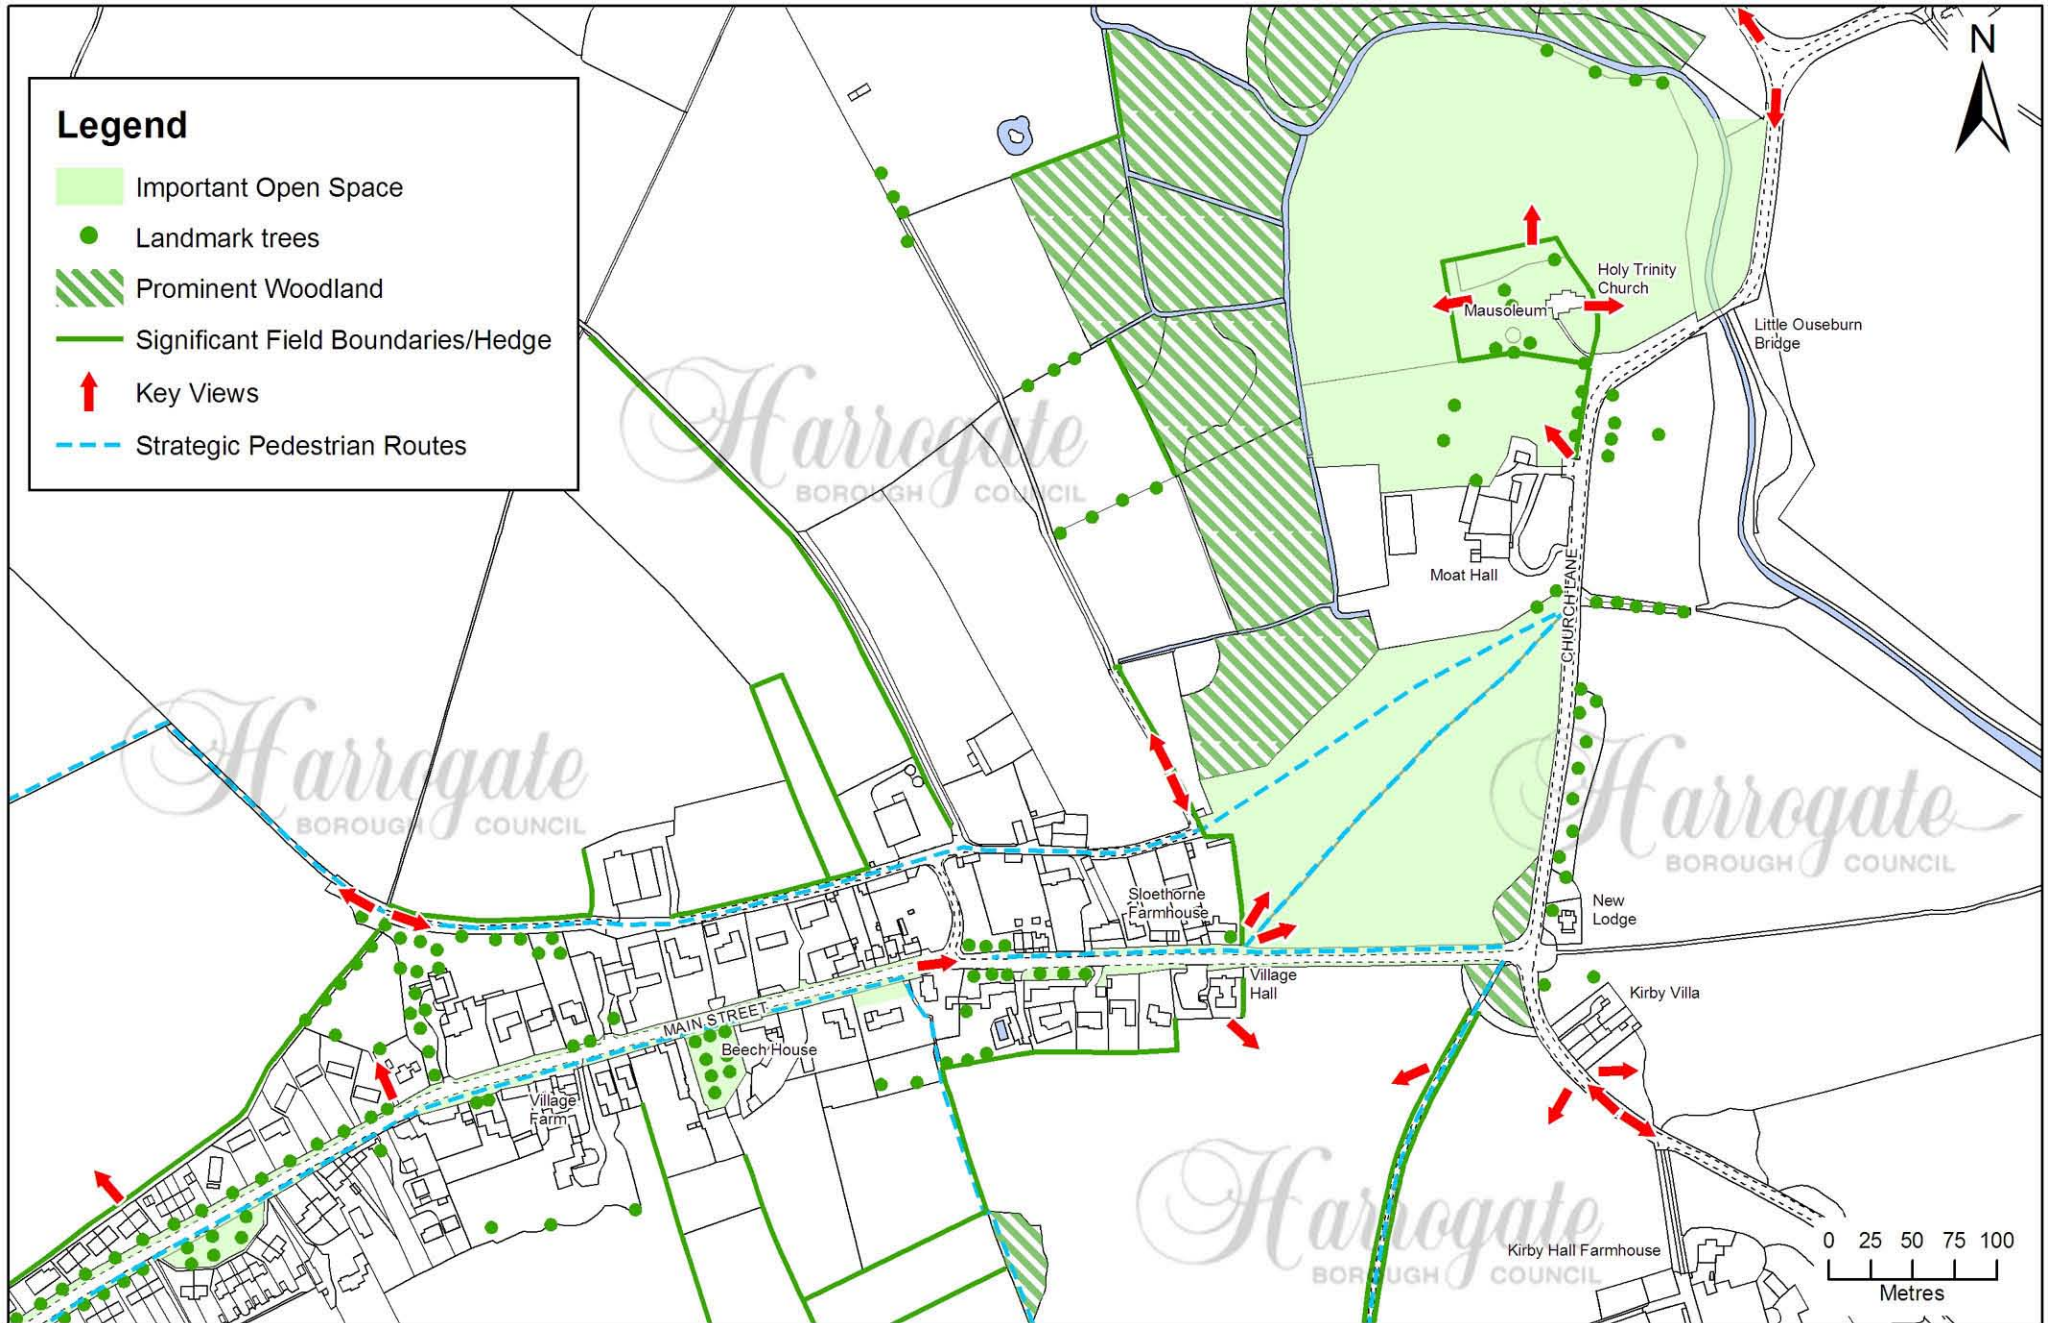 N
Legend
Important Open Space
Landmark trees
Prominent Woodland
Significant Field Boundaries/Hedge
Key Views
Strategic Pedestrian Routes
Holy Trinity
Church
Mausoleum
Little Ouseburn
Bridge
Harrogate
BOROUGH COUNCIL
Moat Hall
CHURCH LANE
Harrogate
BOROUGH COUNCIL
Harrogate
BOROUGH COUNCIL
Sloethorne
Farmhouse
New
Lodge
Village
Hall
Kirby Villa
MAIN STREET
Beech House
Village
Farm
Harrogate
BOROUGH COUNCIL
Kirby Hall Farmhouse
0 25 50 75 100
Metres